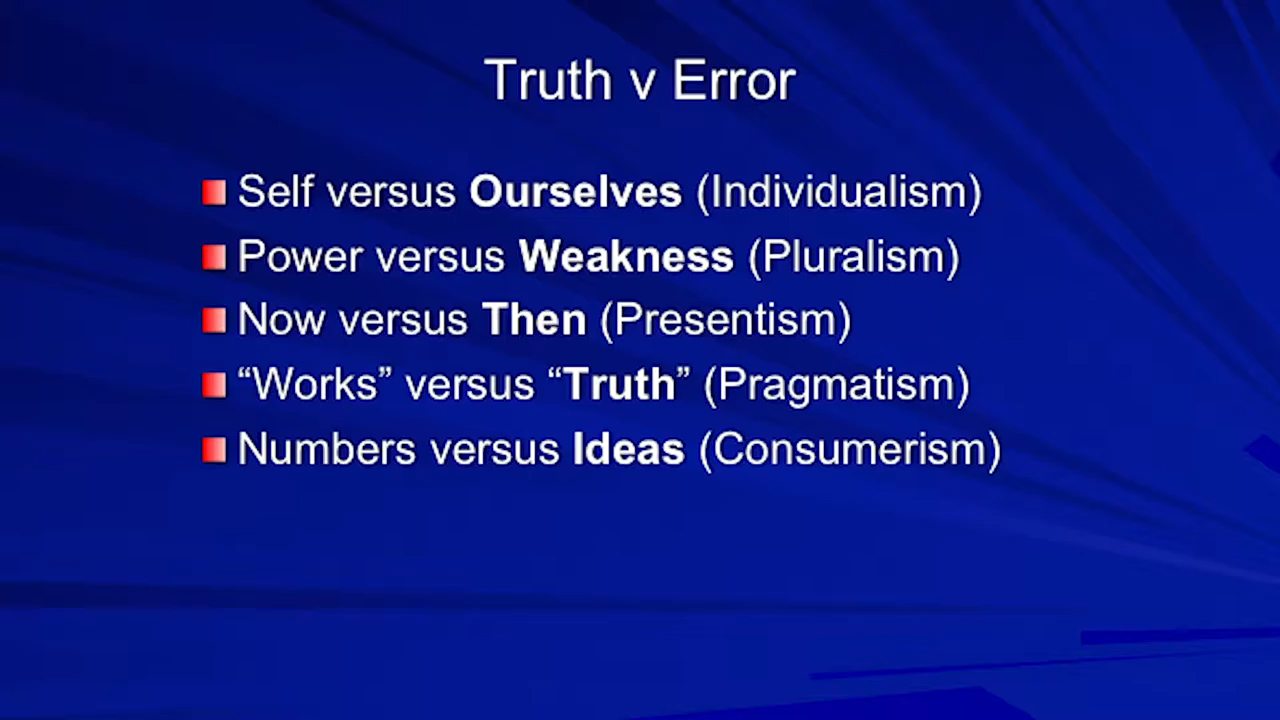 Truth v Error
Self versus Ourselves (Individualism)
Power versus Weakness (Pluralism)
Now versus Then (Presentism)
“Works” versus “Truth” (Pragmatism)
Numbers versus Ideas (Consumerism)